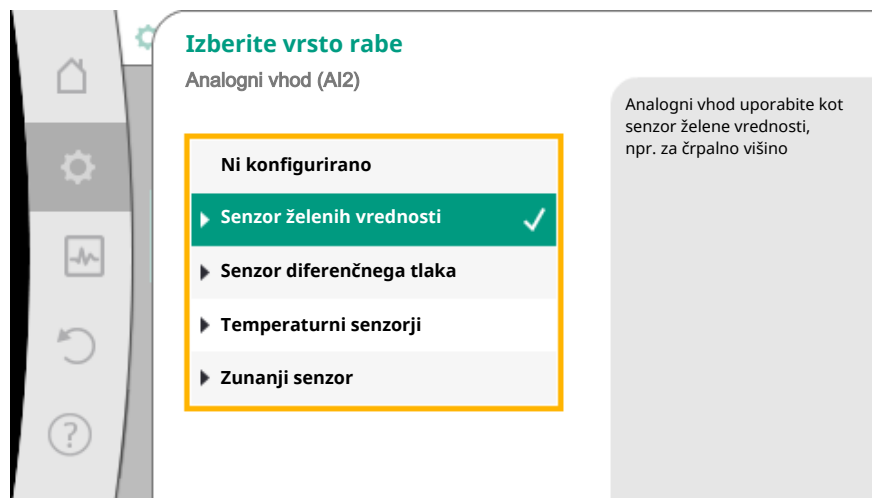 Izberite vrsto rabe
Analogni vhod (AI2)
Ni konfigurirano
Senzor želenih vrednosti
Senzor diferenčnega tlaka
Temperaturni senzorji
Zunanji senzor
Analogni vhod uporabite kot
senzor želene vrednosti,
npr. za črpalno višino
?